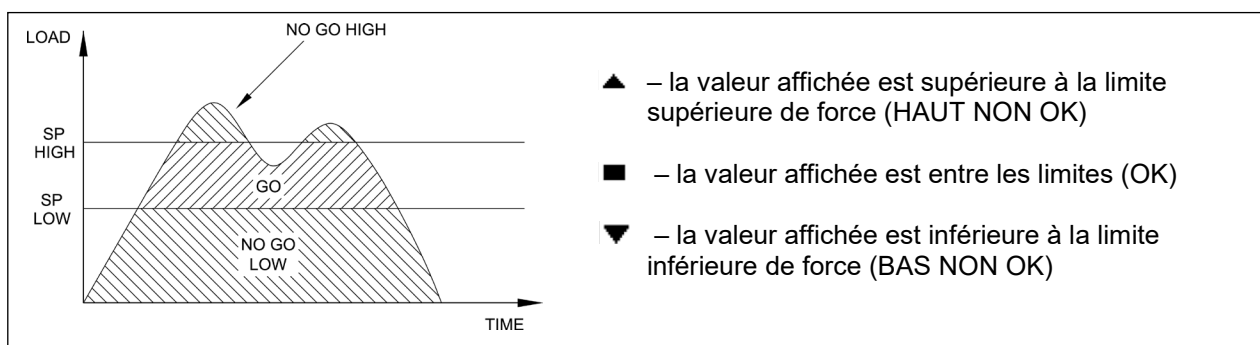 NO GO HIGH
LOAD
SP
HIGH
GO
SP
LOW
NO GO
LOW
TIME
▲ – la valeur affichée est supérieure à la limite
supérieure de force (HAUT NON OK)
■ – la valeur affichée est entre les limites (OK)
▼ – la valeur affichée est inférieure à la limite
inférieure de force (BAS NON OK)